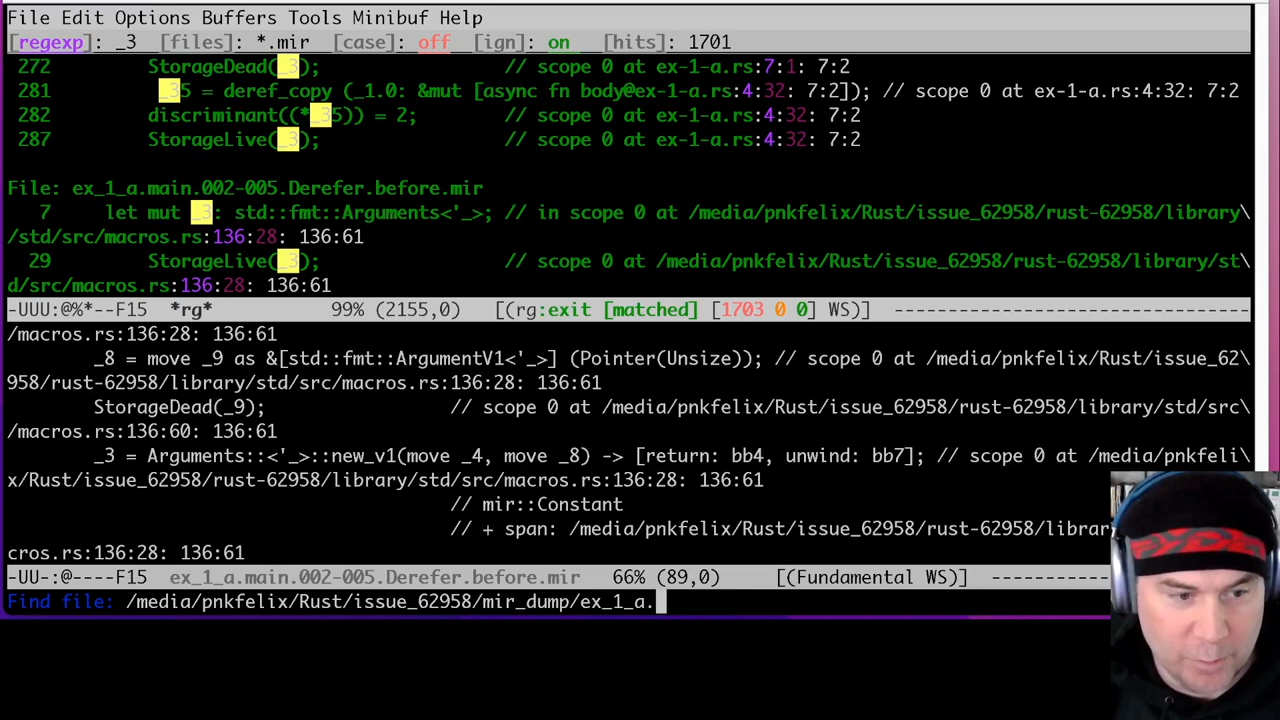 File Edit Options Buffers Tools Minibuf Help
[regexp]: _3 [files]: *.mir [case]: off [ign]: on [hits]: 1701
272 StorageDead(_3); // scope 0 at ex-1-a.rs:7:1: 7:2
281 _35 = deref_copy (_1.0: &mut [async fn body@ex-1-a.rs:4:32: 7:2]); // scope 0 at ex-1-a.rs:4:32: 7:2
282 discriminant((*_35)) = 2; // scope 0 at ex-1-a.rs:4:32: 7:2
287 StorageLive(_3); // scope 0 at ex-1-a.rs:4:32: 7:2
File: ex_1_a.main.002-005.Derefer.before.mir
7 let mut _3: std::fmt::Arguments<'_>; // in scope 0 at /media/pnkfelix/Rust/issue_62958/rust-62958/library\
/std/src/macros.rs:136:28: 136:61
29 StorageLive(_3); // scope 0 at /media/pnkfelix/Rust/issue_62958/rust-62958/library/st\
d/src/macros.rs:136:28: 136:61
-UUU:@%*--F15 *rg* 99% (2155,0) [(rg:exit [matched] [1703 0 0] WS)] ---------------------------------
/macros.rs:136:28: 136:61
_8 = move _9 as &[std::fmt::ArgumentV1<'_>] (Pointer(Unsize)); // scope 0 at /media/pnkfelix/Rust/issue_62\
958/rust-62958/library/std/src/macros.rs:136:28: 136:61
StorageDead(_9); // scope 0 at /media/pnkfelix/Rust/issue_62958/rust-62958/library/std/src\
/macros.rs:136:60: 136:61
_3 = Arguments::<'_>::new_v1(move _4, move _8) -> [return: bb4, unwind: bb7]; // scope 0 at /media/pnkfeli\
x/Rust/issue_62958/rust-62958/library/std/src/macros.rs:136:28: 136:61
// mir::Constant
// + span: /media/pnkfelix/Rust/issue_62958/rust-62958/librar
cros.rs:136:28: 136:61
-UU-:@----F15 ex_1_a.main.002-005.Derefer.before.mir 66% (89,0) [(Fundamental WS)] -------------
Find file: /media/pnkfelix/Rust/issue_62958/mir_dump/ex_1_a.